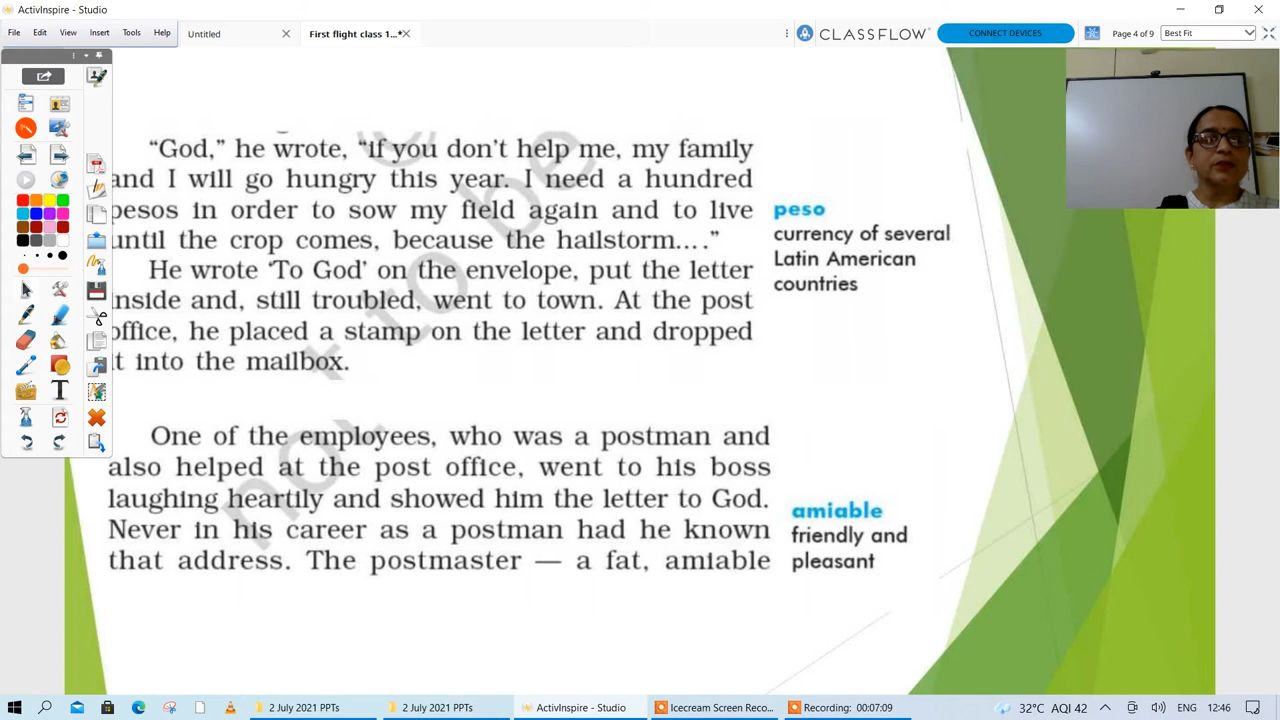 ActivInspire - Studio
File Edit View Insert Tools Help
Untitled
First flight class 1...*
CLASSFLOW
CONNECT DEVICES
Page 4 of 9
Best Fit
"God," he wrote, "if you don't help me, my family
and I will go hungry this year. I need a hundred
pesos in order to sow my field again and to live
until the crop comes, because the hailstorm…."
He wrote 'To God' on the envelope, put the letter
inside and, still troubled, went to town. At the post
office, he placed a stamp on the letter and dropped
it into the mailbox.
peso
currency of several
Latin American
countries
One of the employees, who was a postman and
also helped at the post office, went to his boss
laughing heartily and showed him the letter to God.
Never in his career as a postman had he known
that address. The postmaster — a fat, amiable
amiable
friendly and
pleasant
not to be
2 July 2021 PPTs
2 July 2021 PPTs
ActivInspire - Studio
Icecream Screen Reco...
Recording: 00:07:09
32°C AQI 42
ENG
12:46